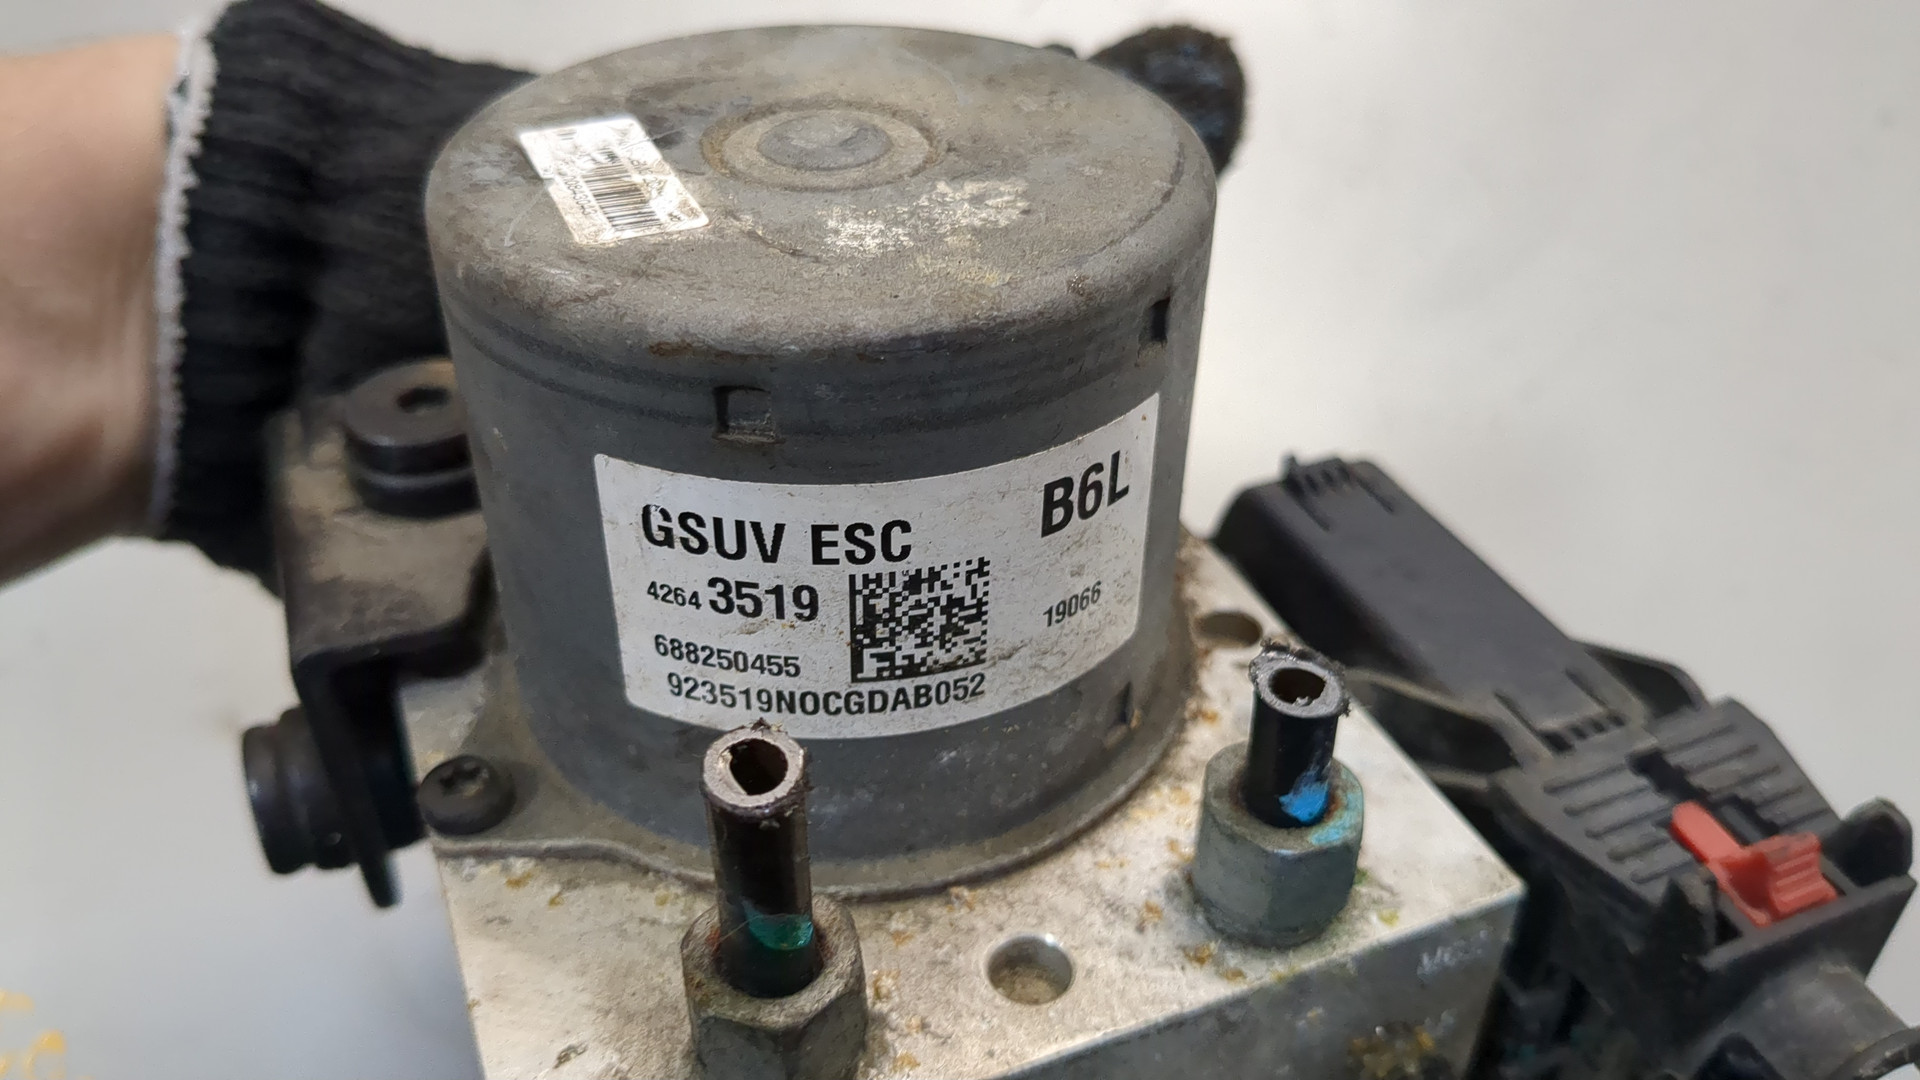 GSUV ESC
B6L
4264 3519
19066
688250455
923519NOCGDAB052